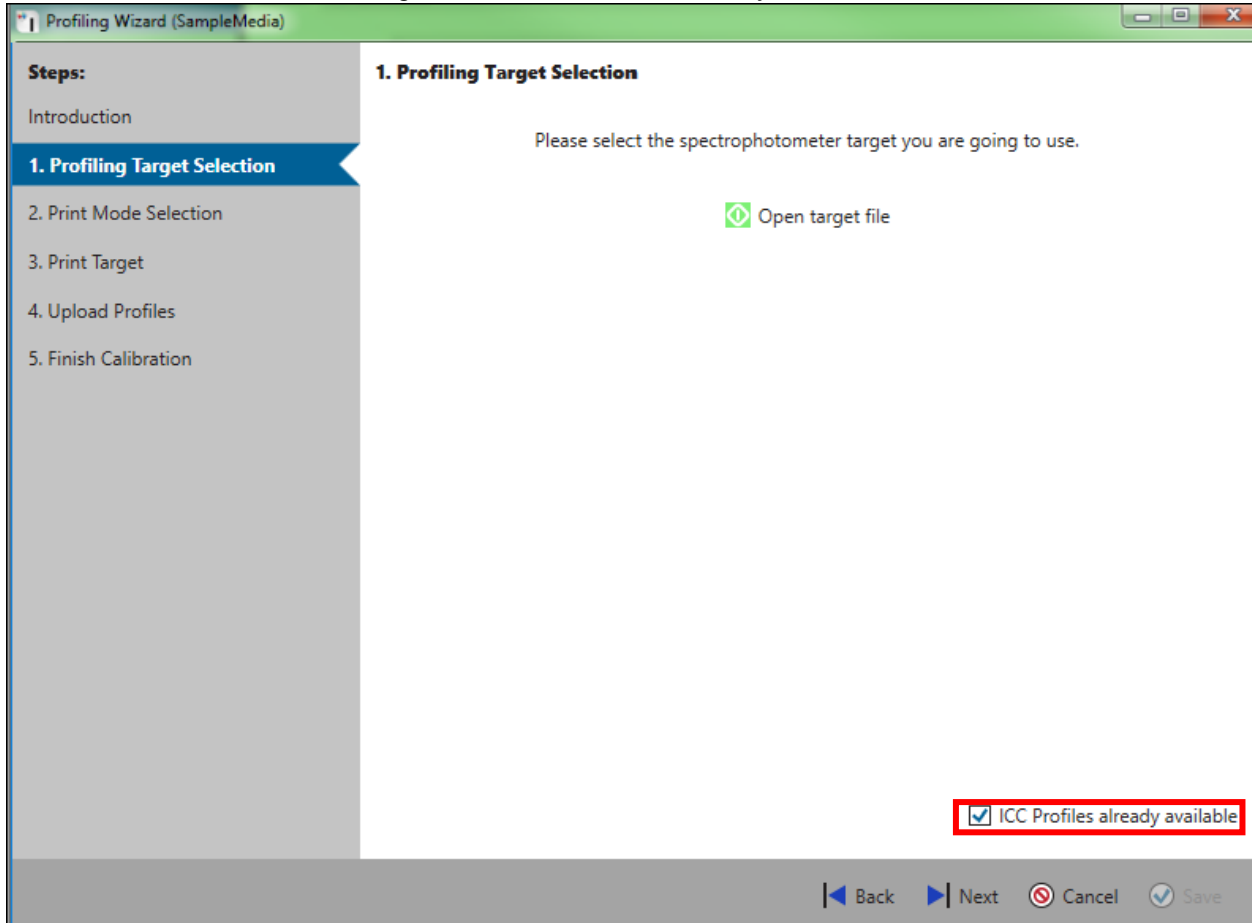 Profiling Wizard (SampleMedia)
Steps:
Introduction
1. Profiling Target Selection
2. Print Mode Selection
3. Print Target
4. Upload Profiles
5. Finish Calibration
1. Profiling Target Selection
Please select the spectrophotometer target you are going to use.
Open target file
ICC Profiles already available
Back Next Cancel Save